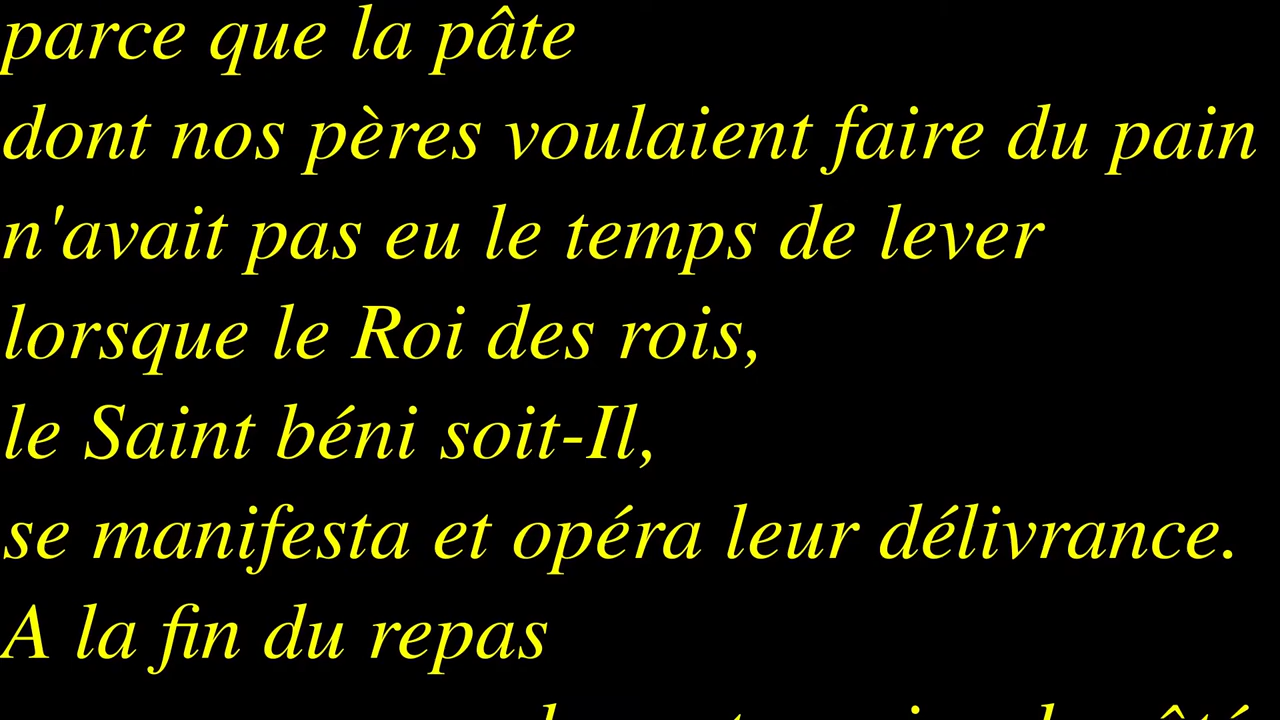 parce que la pâte
dont nos pères voulaient faire du pain
n'avait pas eu le temps de lever
lorsque le Roi des rois,
le Saint béni soit-Il,
se manifesta et opéra leur délivrance.
A la fin du repas